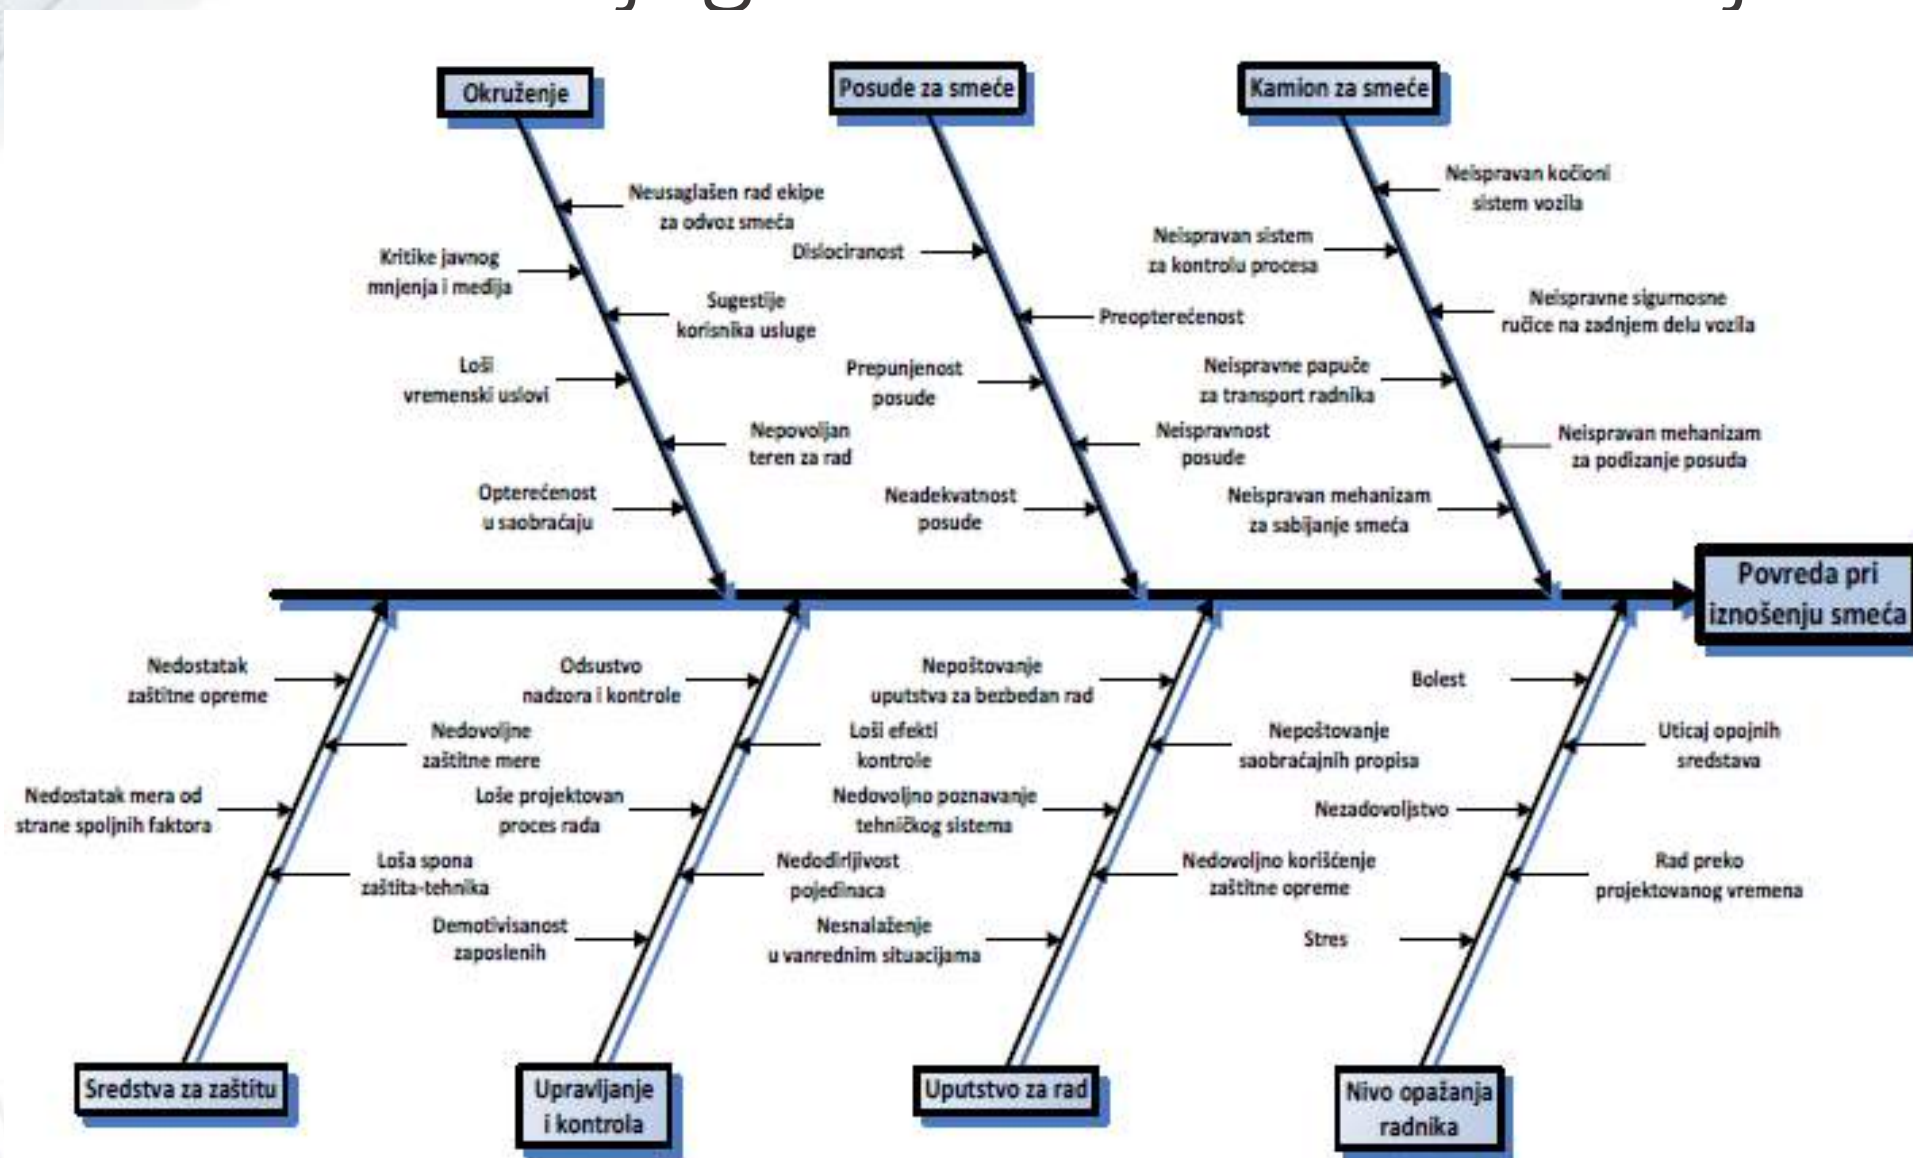 Okruženje
Posude za smeće
Kamion za smeće
Neusaglašen rad ekipe
za odvoz smeća
Kritike javnog
mnjenja i medija
Sugestije
korisnika usluge
Loši
vremenski uslovi
Nepovoljan
teren za rad
Opterećenost
u saobraćaju
Dislociranost
Preopterećenost
Prepunjenost
posude
Neispravnost
posude
Neadekvatnost
posude
Neispravan kočioni
sistem vozila
Neispravan sistem
za kontrolu procesa
Neispravne sigurnosne
ručice na zadnjem delu vozila
Neispravne papuče
za transport radnika
Neispravan mehanizam
za podizanje posuda
Neispravan mehanizam
za sabijanje smeća
Povreda pri
iznošenju smeća
Nedostatak
zaštitne opreme
Nedovoljne
zaštitne mere
Nedostatak mera od
strane spoljnih faktora
Loša spona
zaštita-tehnika
Odsustvo
nadzora i kontrole
Loši efekti
kontrole
Loše projektovan
proces rada
Nedodirljivost
pojedinaca
Demotivisanost
zaposlenih
Nepoštovanje
uputstva za bezbedan rad
Nepoštovanje
saobraćajnih propisa
Nedovoljno poznavanje
tehničkog sistema
Nedovoljno korišćenje
zaštitne opreme
Nesnalaženje
u vanrednim situacijama
Bolest
Uticaj opojnih
sredstava
Nezadovoljstvo
Rad preko
projektovanog vremena
Stres
Sredstva za zaštitu
Upravljanje
i kontrola
Uputstvo za rad
Nivo opažanja
radnika